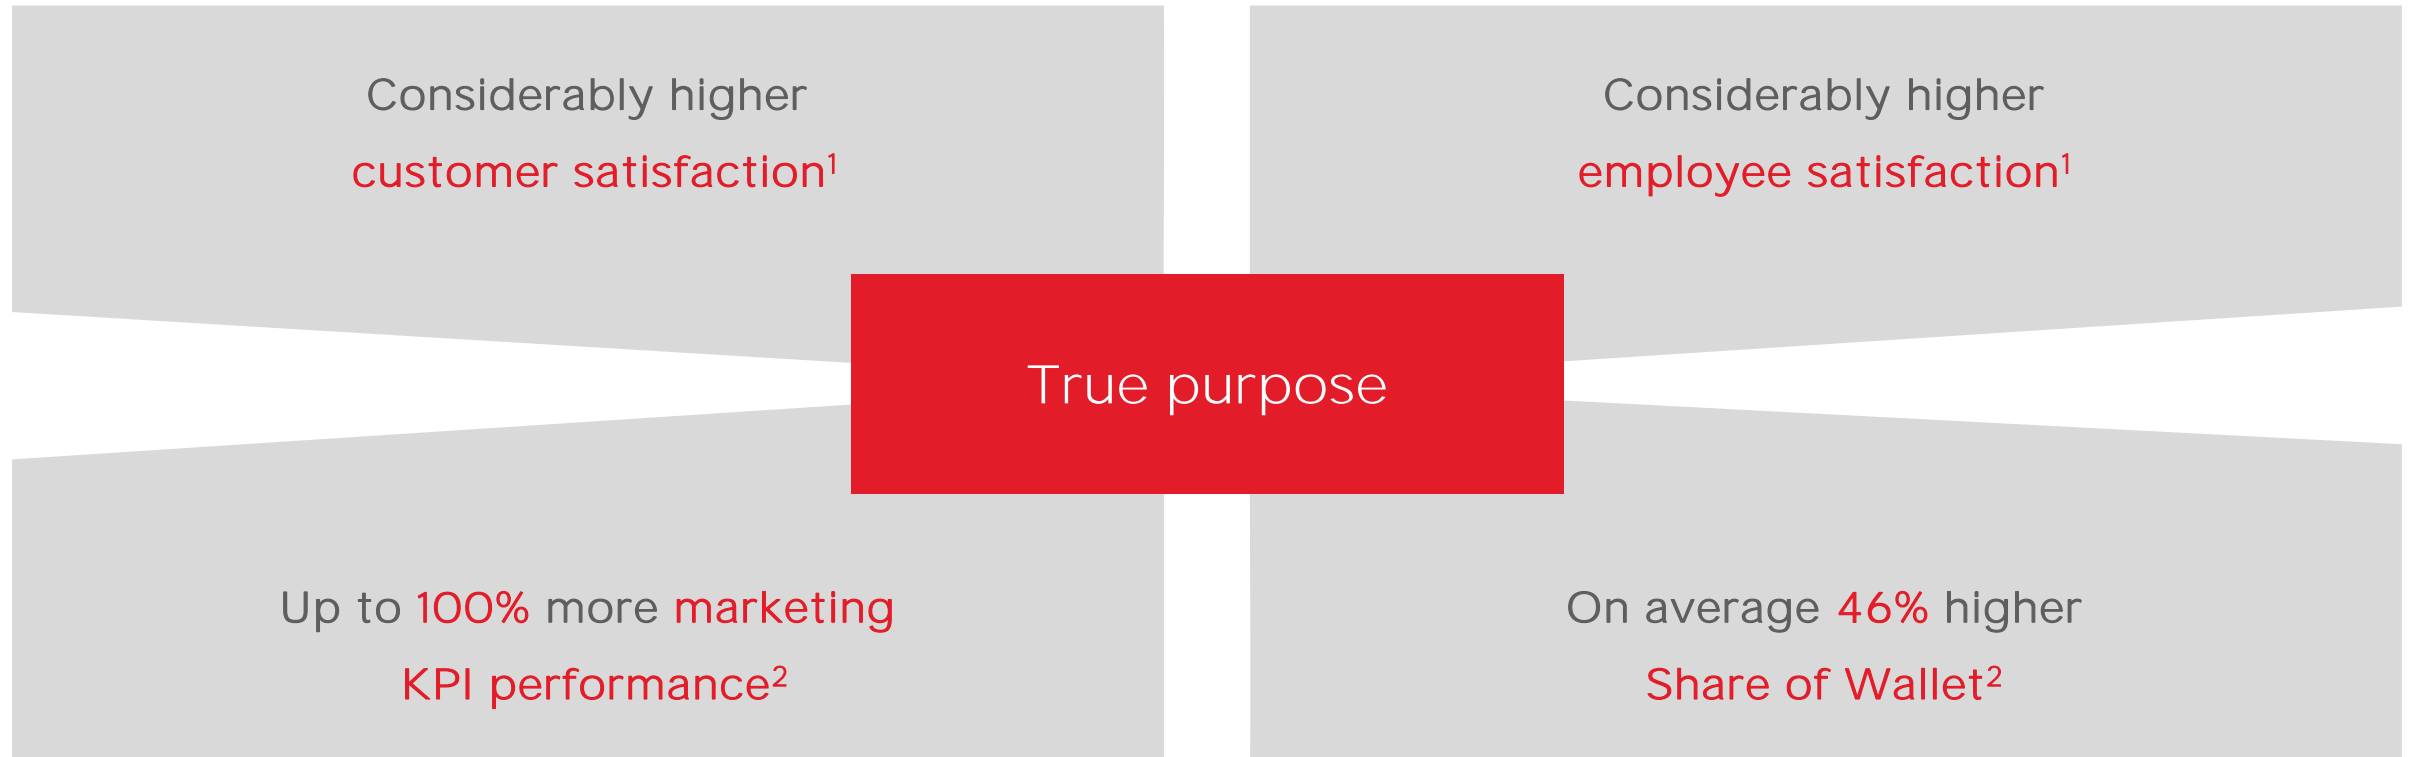 Considerably higher
customer satisfaction¹
Considerably higher
employee satisfaction¹
True purpose
Up to 100% more marketing
KPI performance²
On average 46% higher
Share of Wallet²